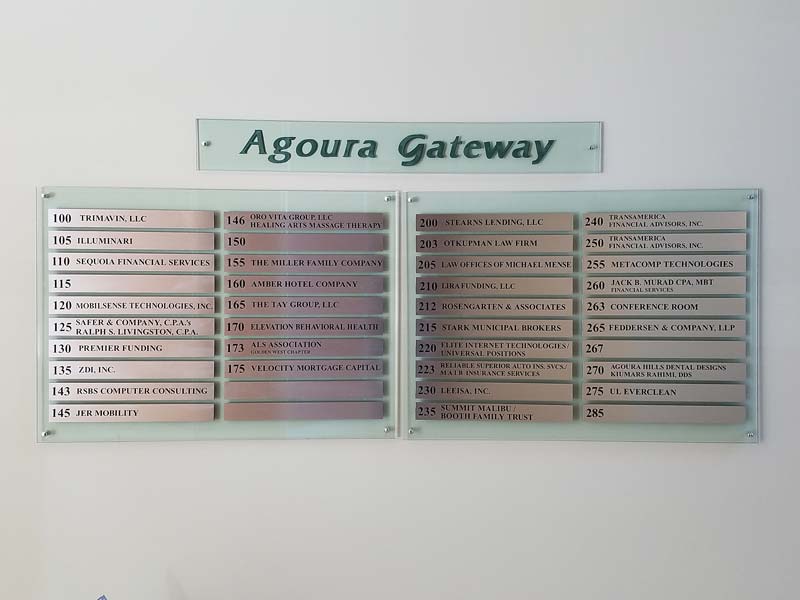 Agoura Gateway
100 TRIMAVIN, LLC
105 ILLUMINARI
110 SEQUOIA FINANCIAL SERVICES
115
120 MOBILSENSE TECHNOLOGIES, INC.
125 SAFER & COMPANY, C.P.A.'s
RALPH S. LIVINGSTON, C.P.A.
130 PREMIER FUNDING
135 ZDI, INC.
143 RSBS COMPUTER CONSULTING
145 JER MOBILITY
146 ORO VITA GROUP, LLC
HEALING ARTS MASSAGE THERAPY
150
155 THE MILLER FAMILY COMPANY
160 AMBER HOTEL COMPANY
165 THE TAY GROUP, LLC
170 ELEVATION BEHAVIORAL HEALTH
173 ALS ASSOCIATION
GOLDEN WEST CHAPTER
175 VELOCITY MORTGAGE CAPITAL
200 STEARNS LENDING, LLC
203 OTKUPMAN LAW FIRM
205 LAW OFFICES OF MICHAEL MENSE
210 LIRAFUNDING, LLC
212 ROSENGARTEN & ASSOCIATES
215 STARK MUNICIPAL BROKERS
220 ELITE INTERNET TECHNOLOGIES/
UNIVERSAL POSITIONS
223 RELIABLE SUPERIOR AUTO INS. SVCS./
M.A.I.B. INSURANCE SERVICES
230 LEEISA, INC.
235 SUMMIT MALIBU /
BOOTH FAMILY TRUST
240 TRANSAMERICA
FINANCIAL ADVISORS, INC.
250 TRANSAMERICA
FINANCIAL ADVISORS, INC.
255 METACOMP TECHNOLOGIES
260 JACK B. MURAD CPA, MBT
FINANCIAL SERVICES
263 CONFERENCE ROOM
265 FEDDERSEN & COMPANY, LLP
267
270 AGOURA HILLS DENTAL DESIGNS
KIUMARS RAHIMI, DDS
275 UL EVERCLEAN
285